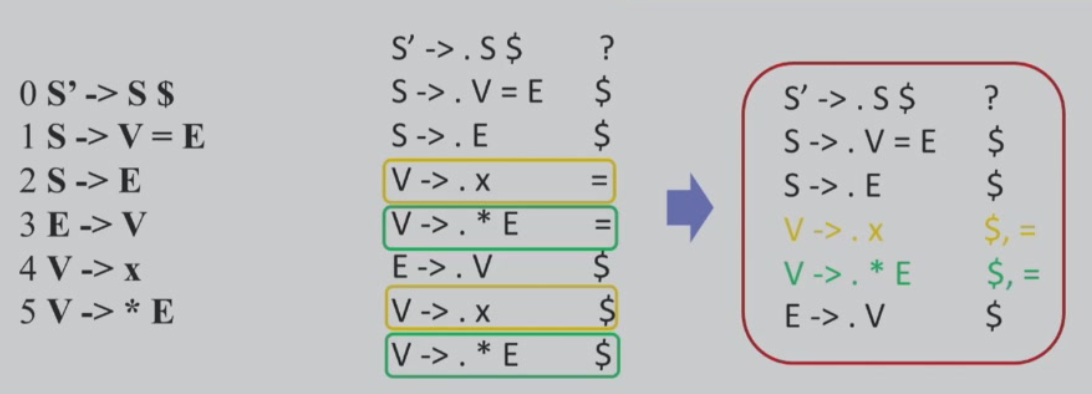 0 S’ -> S $
1 S -> V = E
2 S -> E
3 E -> V
4 V -> x
5 V -> * E
S’ -> . S $ ?
S -> . V = E $
S -> . E $
V -> . x =
V -> . * E =
E -> . V $
V -> . x $
V -> . * E $
S’ -> . S $ ?
S -> . V = E $
S -> . E $
V -> . x $, =
V -> . * E $, =
E -> . V $